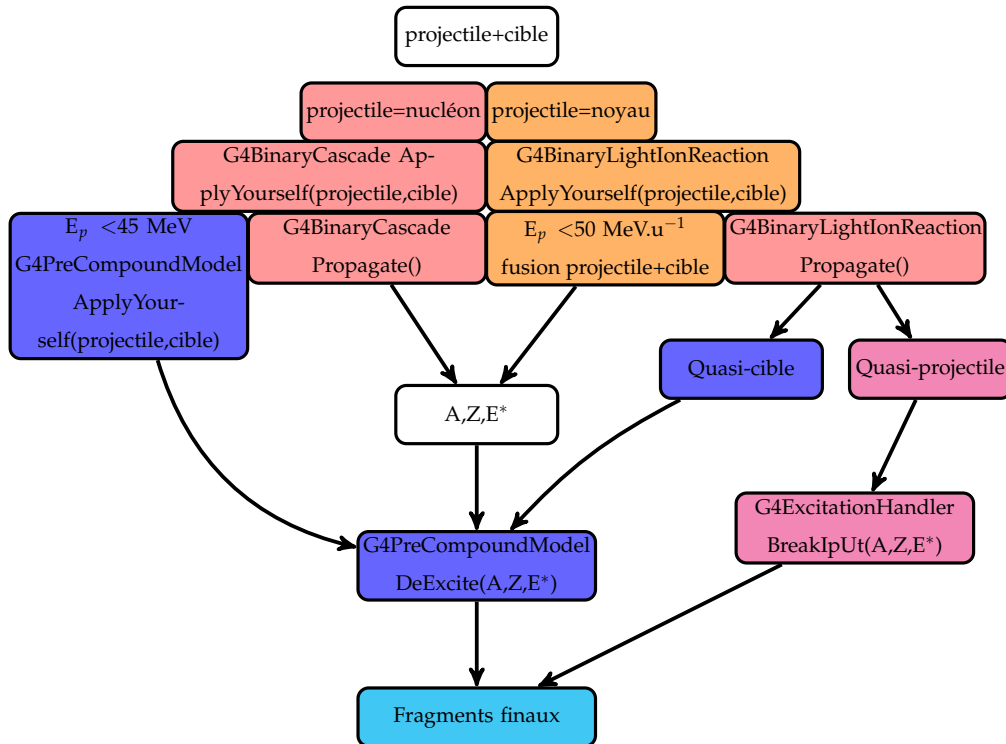 projectile+cible
projectile=nucléon
projectile=noyau
G4BinaryCascade Ap-
plyYourself(projectile,cible)
G4BinaryLightIonReaction
ApplyYourself(projectile,cible)
E_p <45 MeV
G4PreCompoundModel
ApplyYour-
self(projectile,cible)
G4BinaryCascade
Propagate()
E_p <50 MeV.u⁻¹
fusion projectile+cible
G4BinaryLightIonReaction
Propagate()
Quasi-cible
Quasi-projectile
A,Z,E*
G4ExcitationHandler
BreakIpUt(A,Z,E*)
G4PreCompoundModel
DeExcite(A,Z,E*)
Fragments finaux